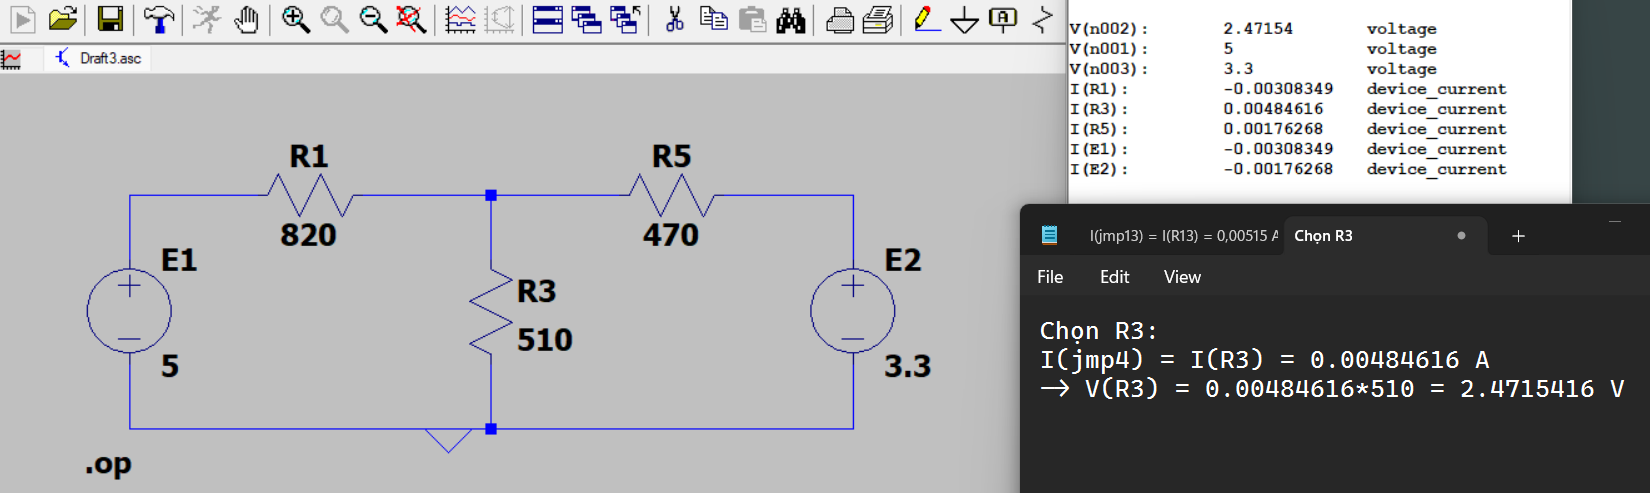 Draft3.asc
R1
820
R5
470
E1
5
R3
510
E2
3.3
.op
V(n002): 2.47154 voltage
V(n001): 5 voltage
V(n003): 3.3 voltage
I(R1): -0.00308349 device_current
I(R3): 0.00484616 device_current
I(R5): 0.00176268 device_current
I(E1): -0.00308349 device_current
I(E2): -0.00176268 device_current
I(jmp13) = I(R13) = 0,00515 A
Chọn R3
File Edit View
Chọn R3:
I(jmp4) = I(R3) = 0.00484616 A
→ V(R3) = 0.00484616*510 = 2.4715416 V